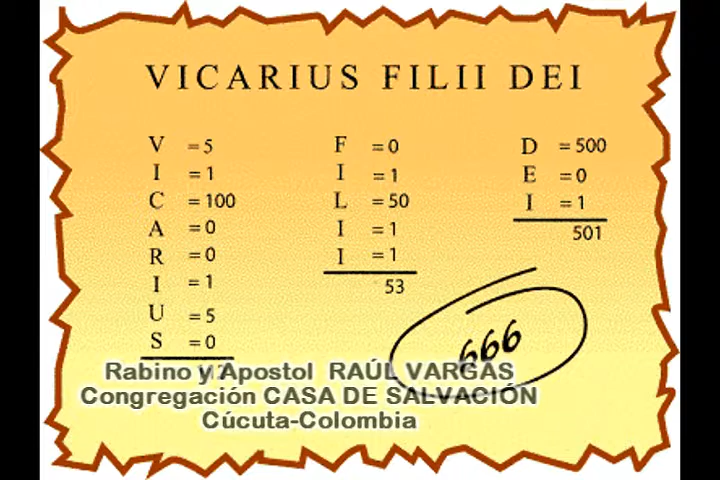 VICARIUS FILII DEI
V = 5 F = 0 D = 500
I = 1 I = 1 E = 0
C = 100 L = 50 I = 1
A = 0 I = 1 501
R = 0 I = 1
I = 1 53
U = 5
S = 0
666
Rabino y Apostol RAÚL VARGAS
Congregación CASA DE SALVACIÓN
Cúcuta-Colombia